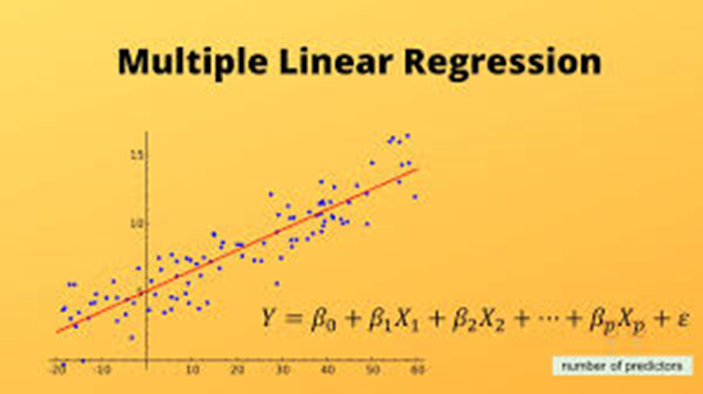 Multiple Linear Regression
15
10
5
-20 -10 10 20 30 40 50 60
Y = β₀ + β₁X₁ + β₂X₂ + ⋯ + βₚXₚ + ε
number of predictors